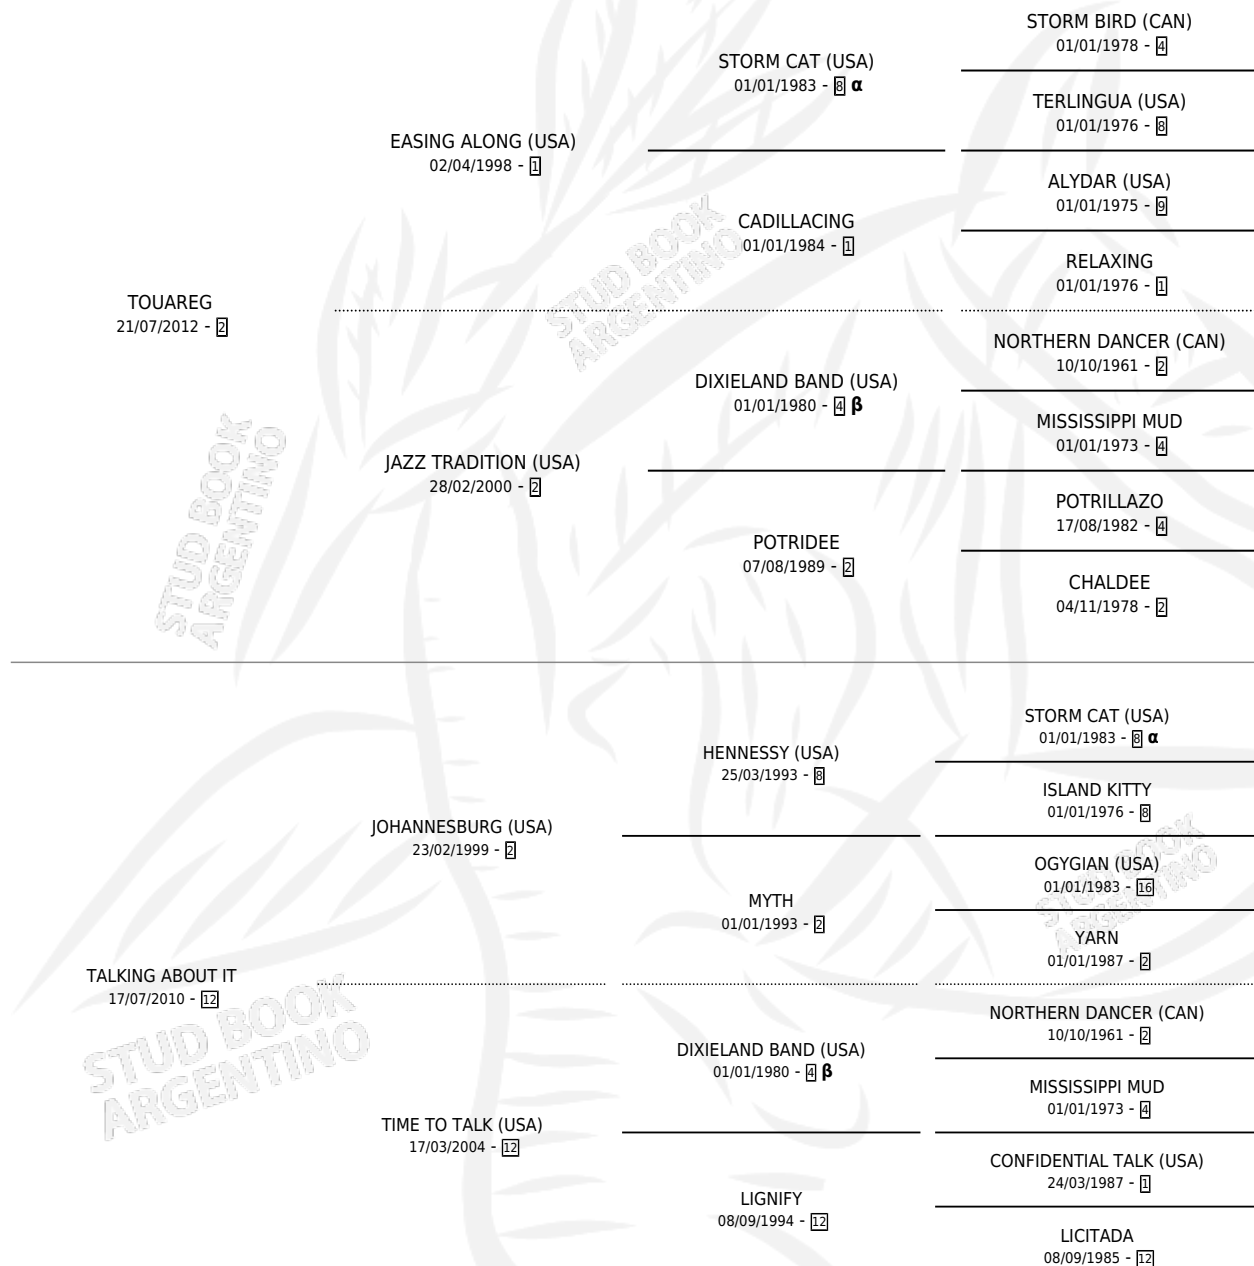 STORM BIRD (CAN)
01/01/1978 - 4
STORM CAT (USA)
01/01/1983 - 8 α
TERLINGUA (USA)
01/01/1976 - 8
EASING ALONG (USA)
02/04/1998 - 1
ALYDAR (USA)
01/01/1975 - 9
CADILLACING
01/01/1984 - 1
RELAXING
01/01/1976 - 1
TOUAREG
21/07/2012 - 2
STUD BOOK
ARGENTINO
NORTHERN DANCER (CAN)
10/10/1961 - 2
DIXIELAND BAND (USA)
01/01/1980 - 4 β
MISSISSIPPI MUD
01/01/1973 - 4
JAZZ TRADITION (USA)
28/02/2000 - 2
POTRILLAZO
17/08/1982 - 4
POTRIDEE
07/08/1989 - 2
CHALDEE
04/11/1978 - 2
STUD BOOK
ARGENTINO
STORM CAT (USA)
01/01/1983 - 8 α
HENNESSY (USA)
25/03/1993 - 8
ISLAND KITTY
01/01/1976 - 8
JOHANNESBURG (USA)
23/02/1999 - 2
OGYGIAN (USA)
01/01/1983 - 16
MYTH
01/01/1993 - 2
YARN
01/01/1987 - 2
STUD BOOK
ARGENTINO
TALKING ABOUT IT
17/07/2010 - 12
STUD BOOK
ARGENTINO
NORTHERN DANCER (CAN)
10/10/1961 - 2
DIXIELAND BAND (USA)
01/01/1980 - 4 β
MISSISSIPPI MUD
01/01/1973 - 4
TIME TO TALK (USA)
17/03/2004 - 12
CONFIDENTIAL TALK (USA)
24/03/1987 - 1
LIGNIFY
08/09/1994 - 12
LICITADA
08/09/1985 - 12